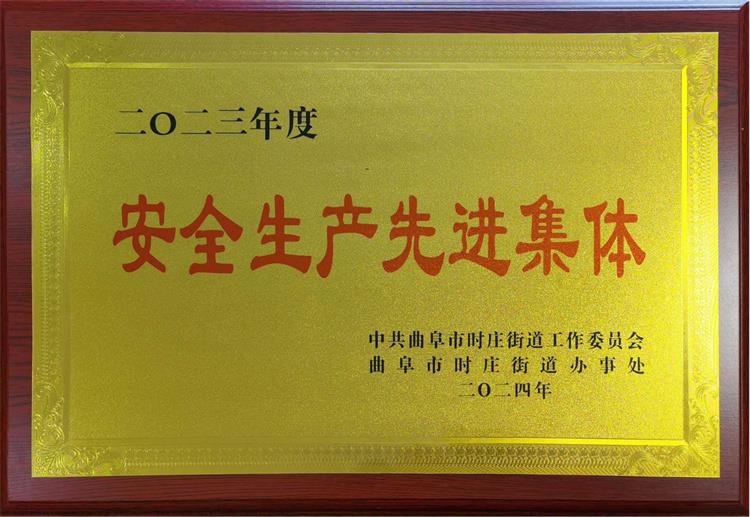 二〇二三年度
安全生产先进集体
中共曲阜市时庄街道工作委员会
曲阜市时庄街道办事处
二〇二四年